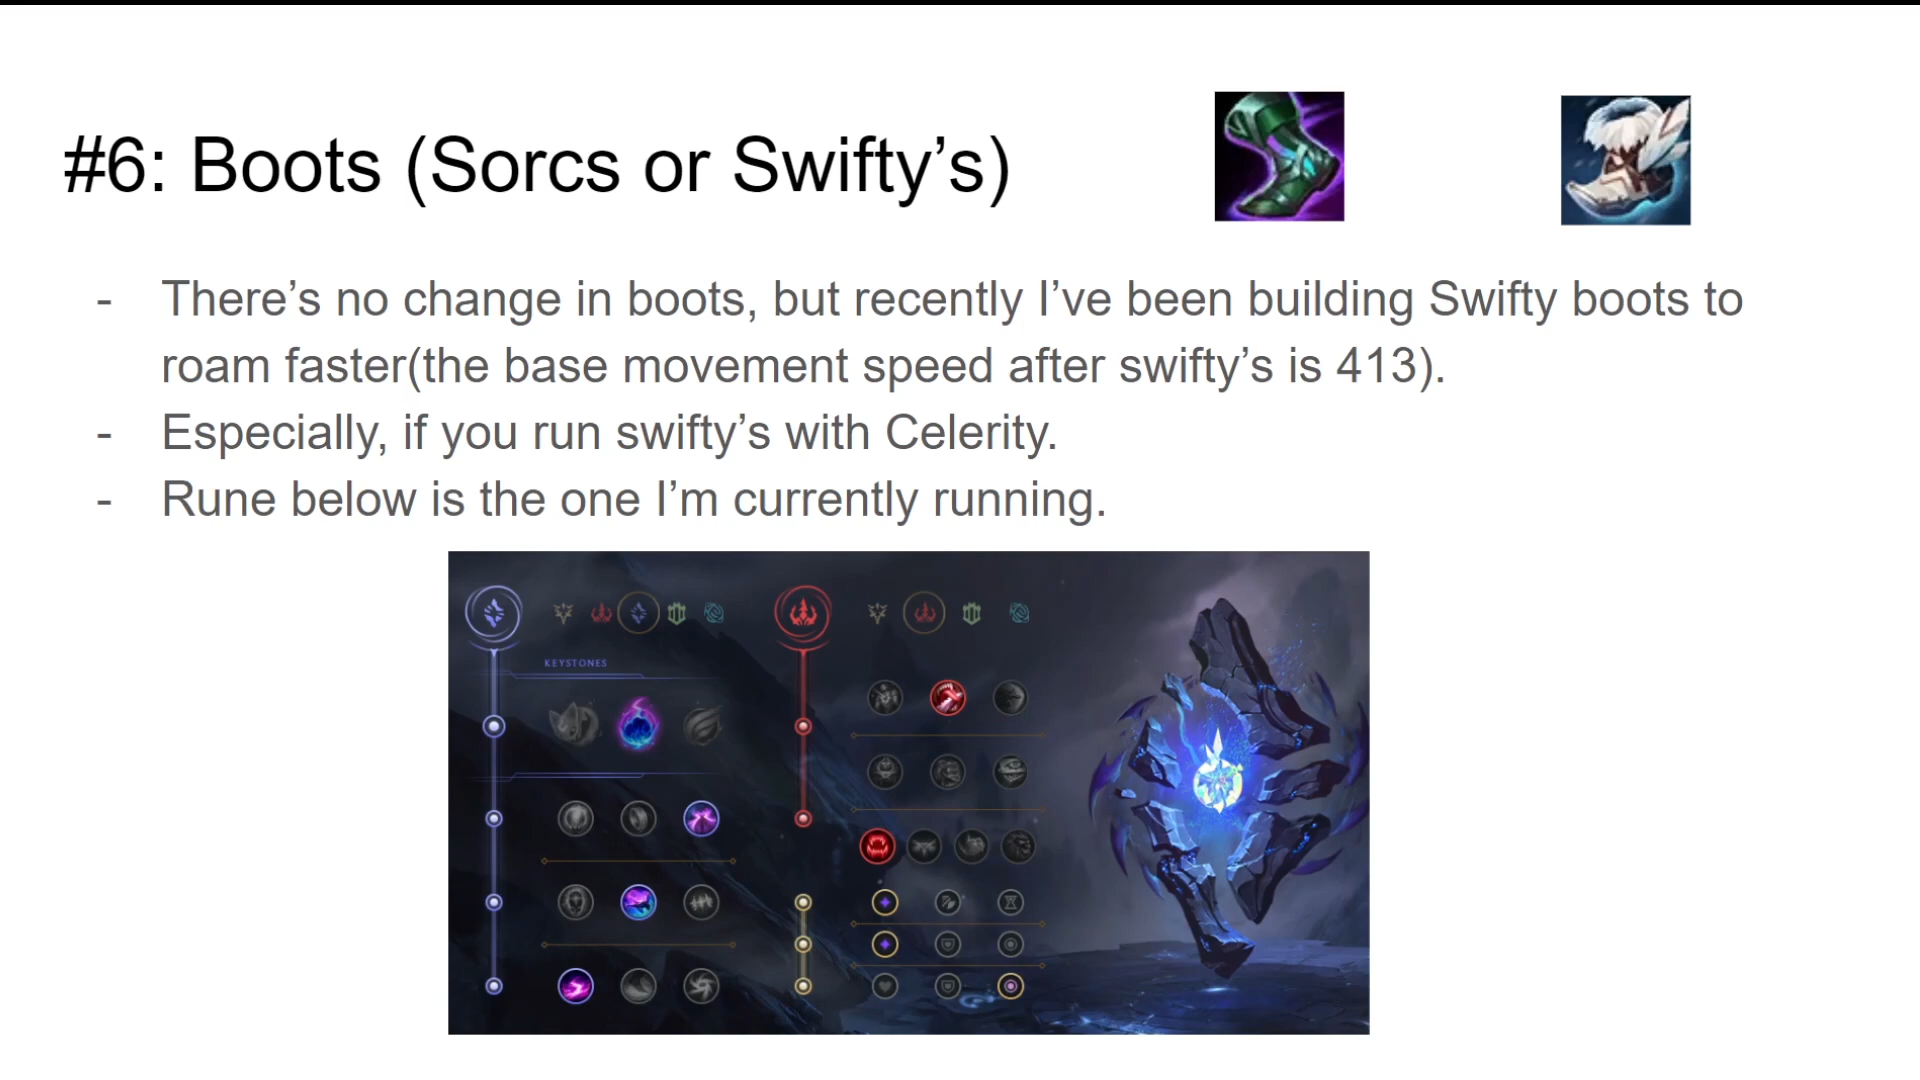 #6: Boots (Sorcs or Swifty’s)
- There’s no change in boots, but recently I’ve been building Swifty boots to
roam faster(the base movement speed after swifty’s is 413).
- Especially, if you run swifty’s with Celerity.
- Rune below is the one I’m currently running.
KEYSTONES